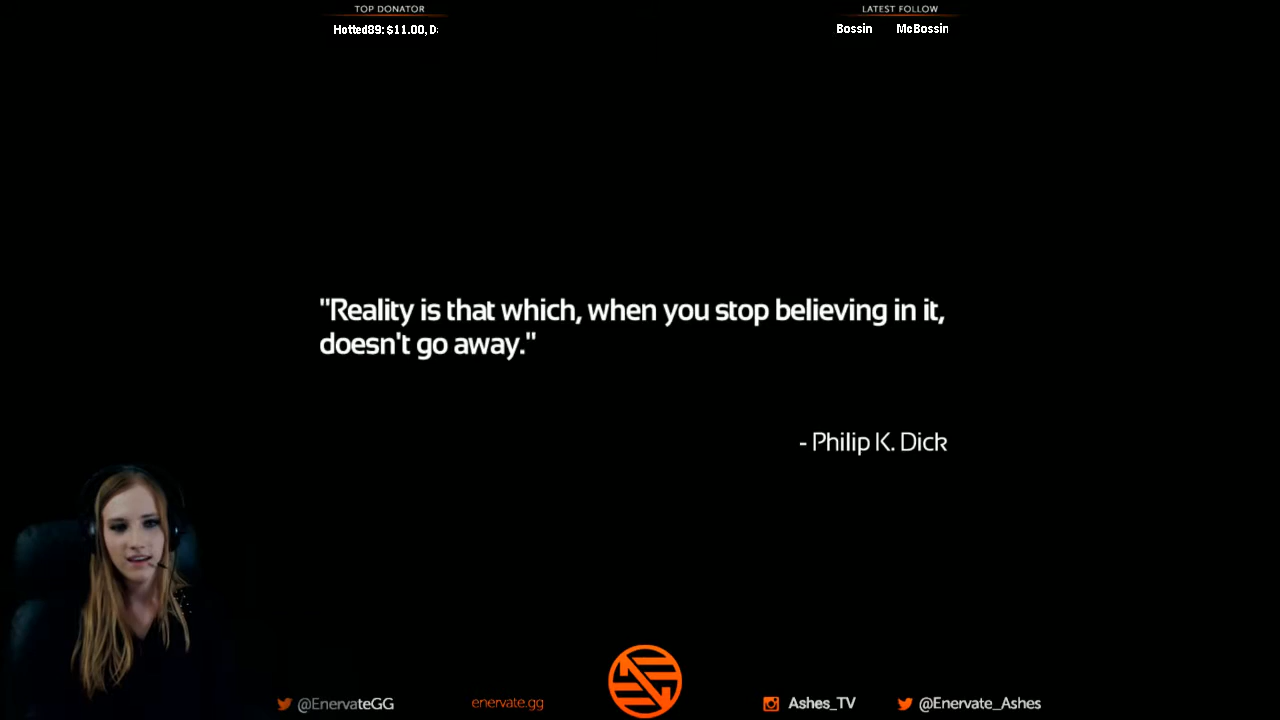 TOP DONATOR
LATEST FOLLOW
Hotted89: $11.00, D
Bossin McBossin
"Reality is that which, when you stop believing in it,
doesn't go away."
- Philip K. Dick
@EnervateGG
enervate.gg
Ashes_TV
@Enervate_Ashes